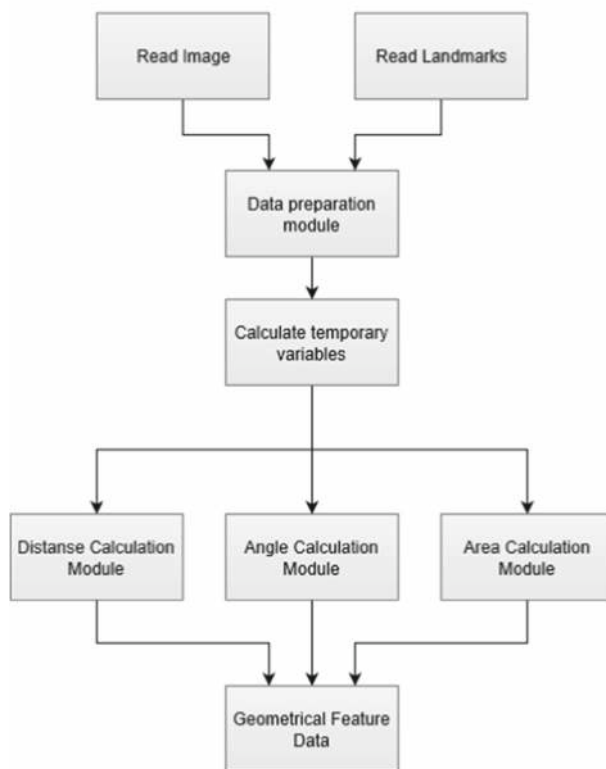 Read Image
Read Landmarks
Data preparation
module
Calculate temporary
variables
Distanse Calculation
Module
Angle Calculation
Module
Area Calculation
Module
Geometrical Feature
Data